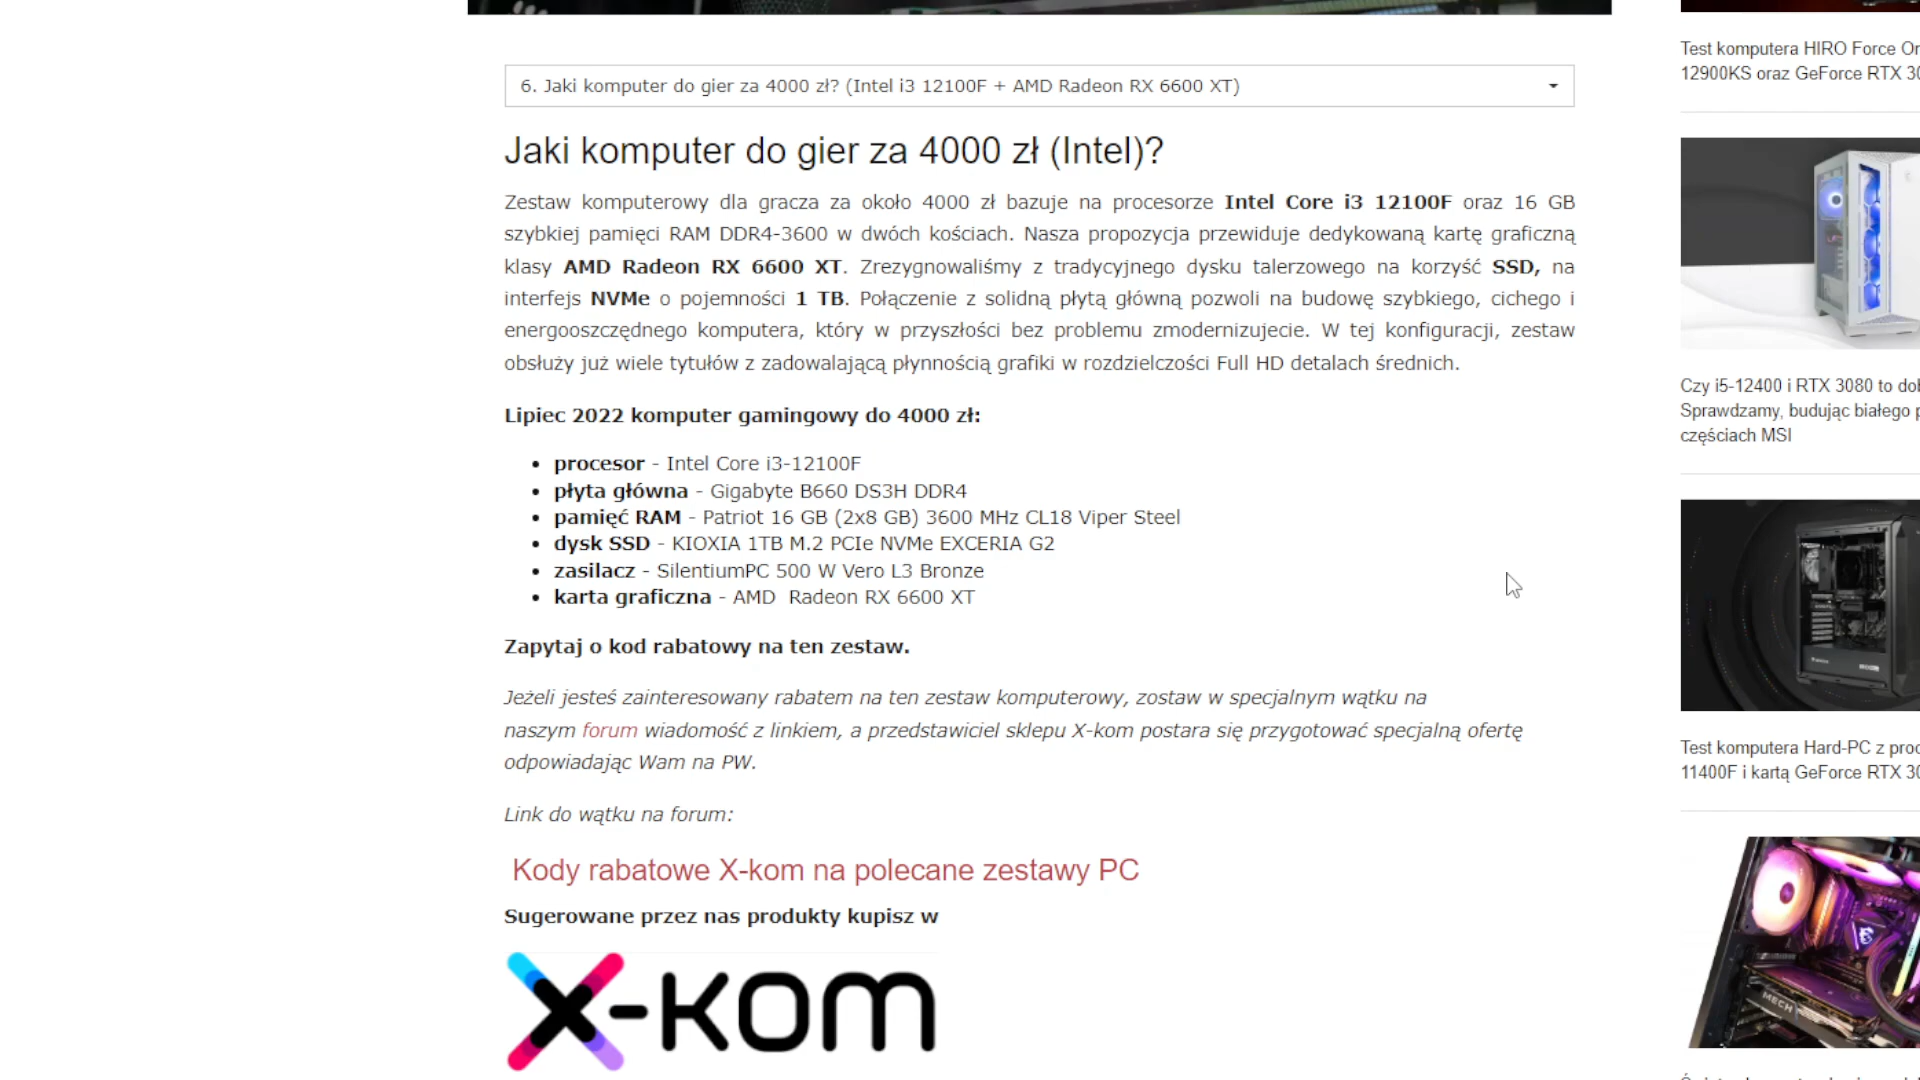 6. Jaki komputer do gier za 4000 zł? (Intel i3 12100F + AMD Radeon RX 6600 XT)
Jaki komputer do gier za 4000 zł (Intel)?
Zestaw komputerowy dla gracza za około 4000 zł bazuje na procesorze Intel Core i3 12100F oraz 16 GB
szybkiej pamięci RAM DDR4-3600 w dwóch kościach. Nasza propozycja przewiduje dedykowaną kartę graficzną
klasy AMD Radeon RX 6600 XT. Zrezygnowaliśmy z tradycyjnego dysku talerzowego na korzyść SSD, na
interfejs NVMe o pojemności 1 TB. Połączenie z solidną płytą główną pozwoli na budowę szybkiego, cichego i
energooszczędnego komputera, który w przyszłości bez problemu zmodernizujecie. W tej konfiguracji, zestaw
obsłuży już wiele tytułów z zadowalającą płynnością grafiki w rozdzielczości Full HD detalach średnich.
Lipiec 2022 komputer gamingowy do 4000 zł:
• procesor - Intel Core i3-12100F
• płyta główna - Gigabyte B660 DS3H DDR4
• pamięć RAM - Patriot 16 GB (2x8 GB) 3600 MHz CL18 Viper Steel
• dysk SSD - KIOXIA 1TB M.2 PCIe NVMe EXCERIA G2
• zasilacz - SilentiumPC 500 W Vero L3 Bronze
• karta graficzna - AMD Radeon RX 6600 XT
Zapytaj o kod rabatowy na ten zestaw.
Jeżeli jesteś zainteresowany rabatem na ten zestaw komputerowy, zostaw w specjalnym wątku na
naszym forum wiadomość z linkiem, a przedstawiciel sklepu X-kom postara się przygotować specjalną ofertę
odpowiadając Wam na PW.
Link do wątku na forum:
Kody rabatowe X-kom na polecane zestawy PC
Sugerowane przez nas produkty kupisz w
x-kom
Test komputera HIRO Force
12900KS oraz GeForce RTX
Czy i5-12400 i RTX 3080 to
Sprawdzamy, budując białego
częściach MSI
Test komputera Hard-PC z
11400F i kartą GeForce RTX
MECH